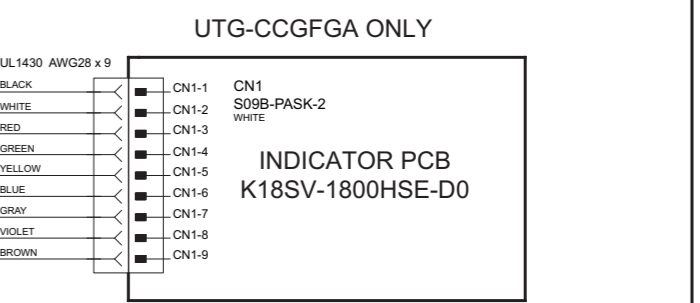 UTG-CCGFGA ONLY
UL1430 AWG28 x 9
BLACK CN1-1 CN1
WHITE CN1-2 S09B-PASK-2
WHITE
RED CN1-3
GREEN CN1-4 INDICATOR PCB
YELLOW CN1-5
BLUE CN1-6 K18SV-1800HSE-D0
GRAY CN1-7
VIOLET CN1-8
BROWN CN1-9